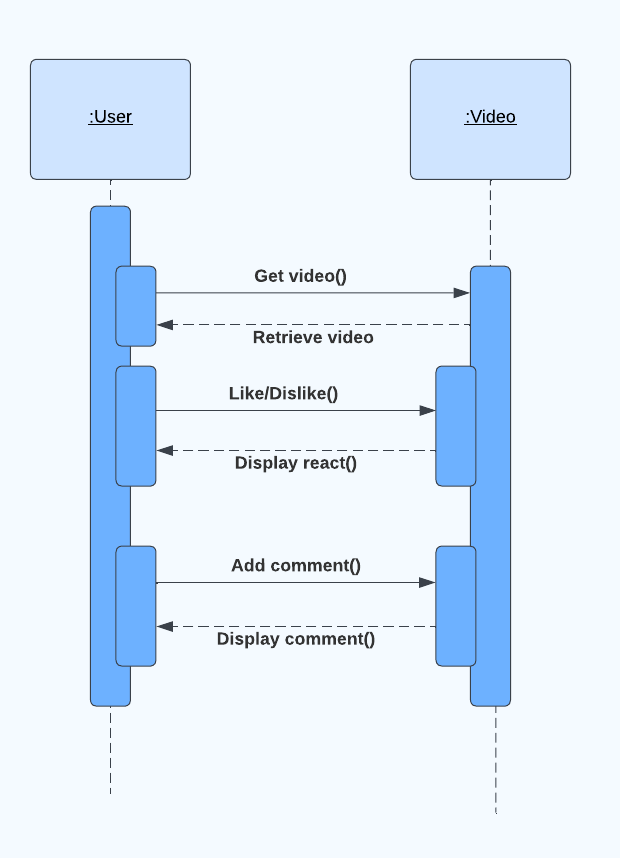 :User
:Video
Get video()
Retrieve video
Like/Dislike()
Display react()
Add comment()
Display comment()